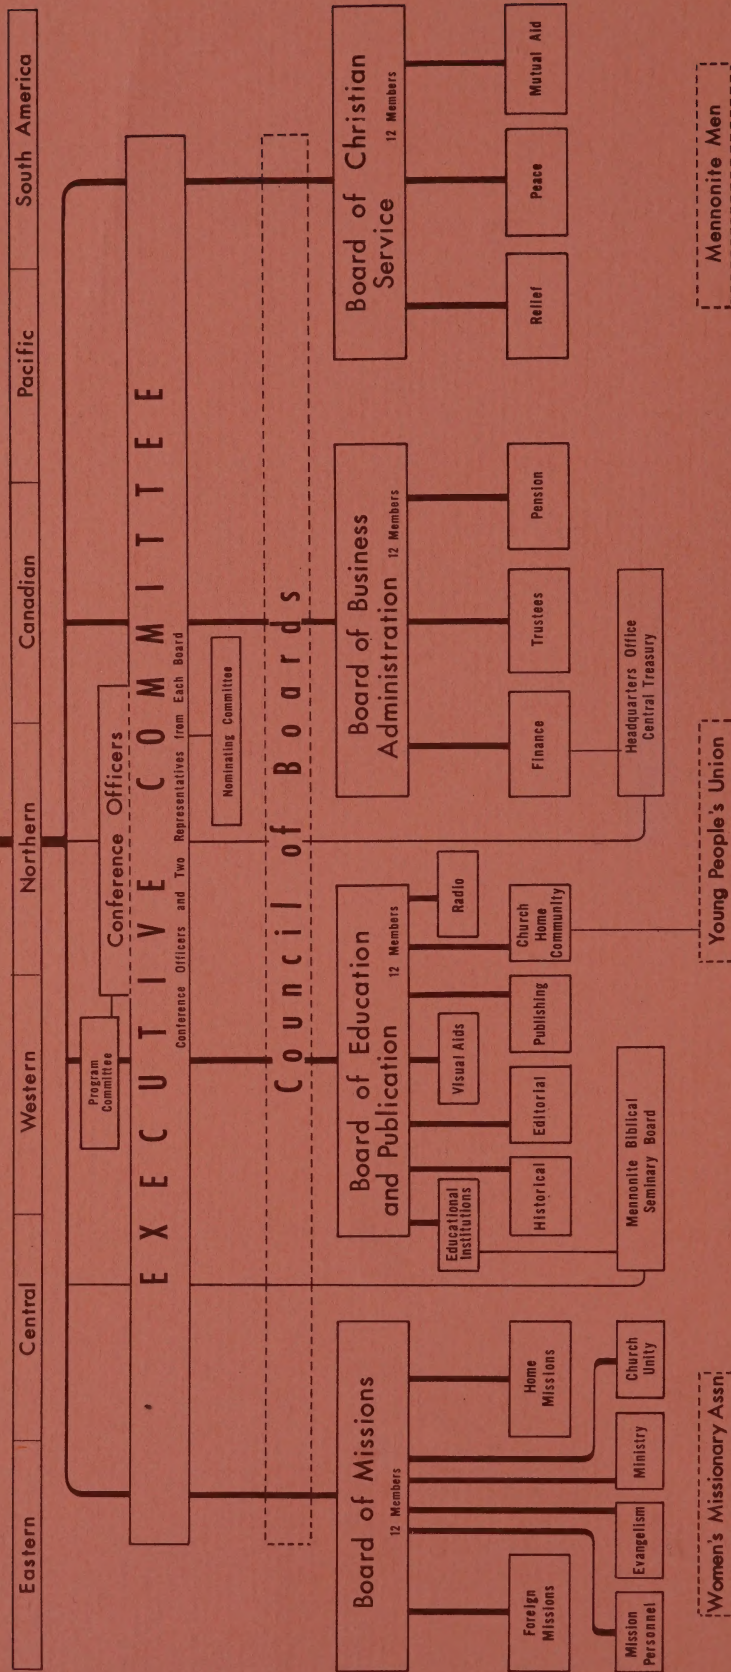 Eastern
Central
Western
Northern
Canadian
Pacific
South America
Program
Committee
Conference Officers
EXECUTIVE COMMITTEE
Conference Officers and Two Representatives from Each Board
Nominating Committee
Council of Boards
Board of Missions
12 Members
Foreign
Missions
Home
Missions
Mission
Personnel
Evangelism
Ministry
Church
Unity
Board of Education
and Publication 12 Members
Educational
Institutions
Visual Aids
Radio
Historical
Editorial
Publishing
Church
Home
Community
Mennonite Biblical
Seminary Board
Board of Business
Administration 12 Members
Finance
Trustees
Pension
Headquarters Office
Central Treasury
Board of Christian
Service 12 Members
Relief
Peace
Mutual Aid
Women's Missionary Assn.
Young People's Union
Mennonite Men